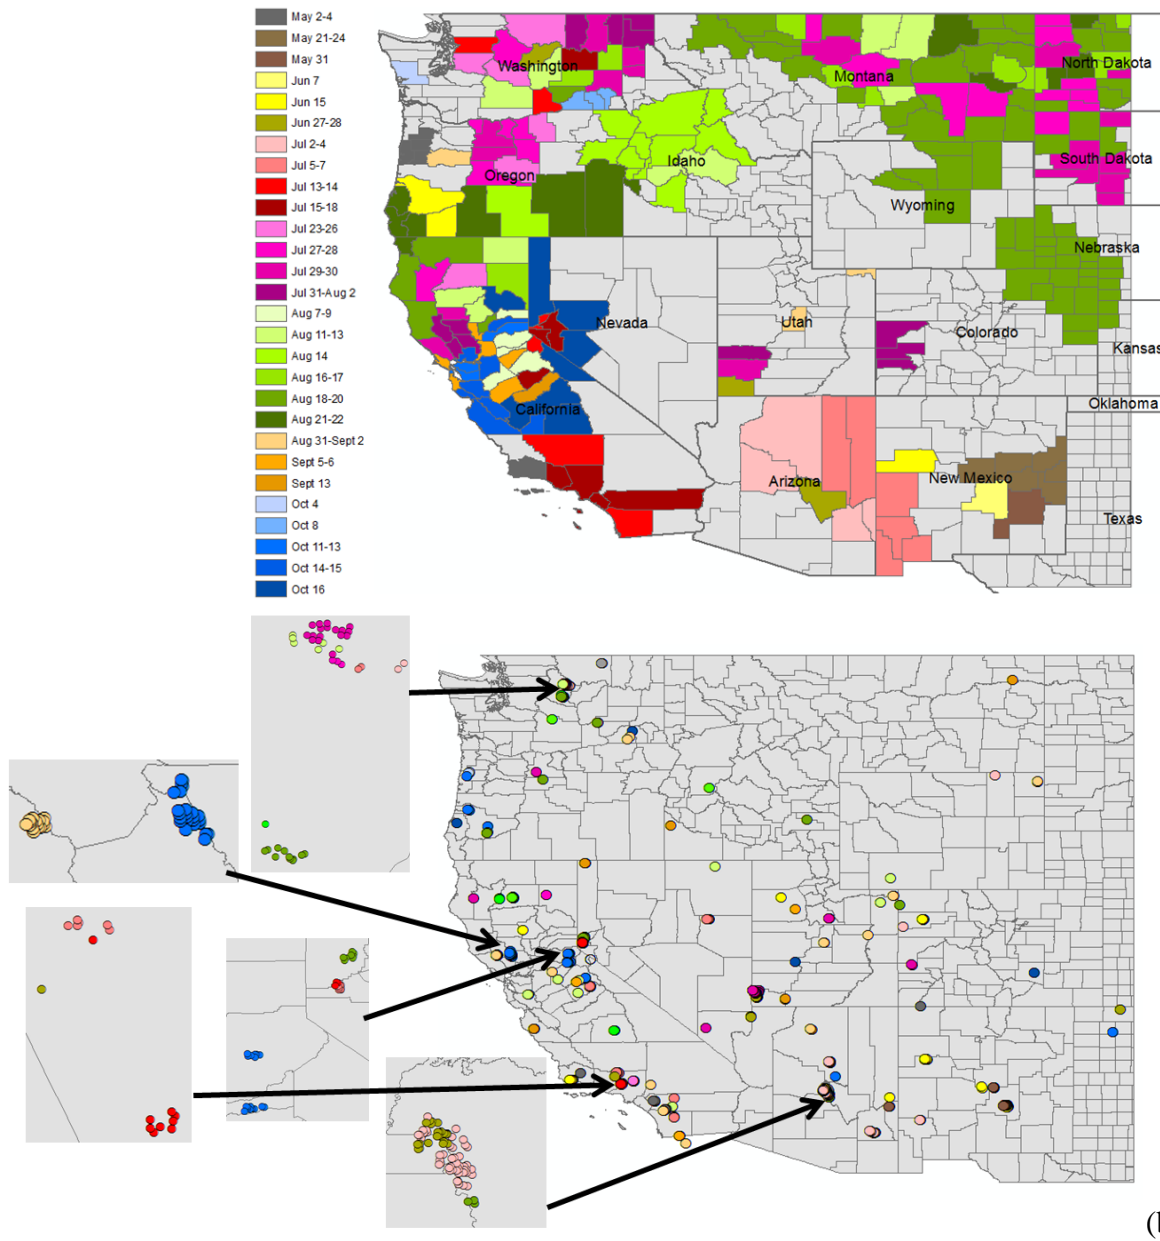 May 2-4
May 21-24
May 31
Jun 7
Jun 15
Jun 27-28
Jul 2-4
Jul 5-7
Jul 13-14
Jul 15-18
Jul 23-26
Jul 27-28
Jul 29-30
Jul 31-Aug 2
Aug 7-9
Aug 11-13
Aug 14
Aug 16-17
Aug 18-20
Aug 21-22
Aug 31-Sept 2
Sept 5-6
Sept 13
Oct 4
Oct 8
Oct 11-13
Oct 14-15
Oct 16
Washington
Montana
North Dakota
Oregon
Idaho
South Dakota
Wyoming
Nebraska
Nevada
Utah
Colorado
Kansas
California
Oklahoma
Arizona
New Mexico
Texas
(b